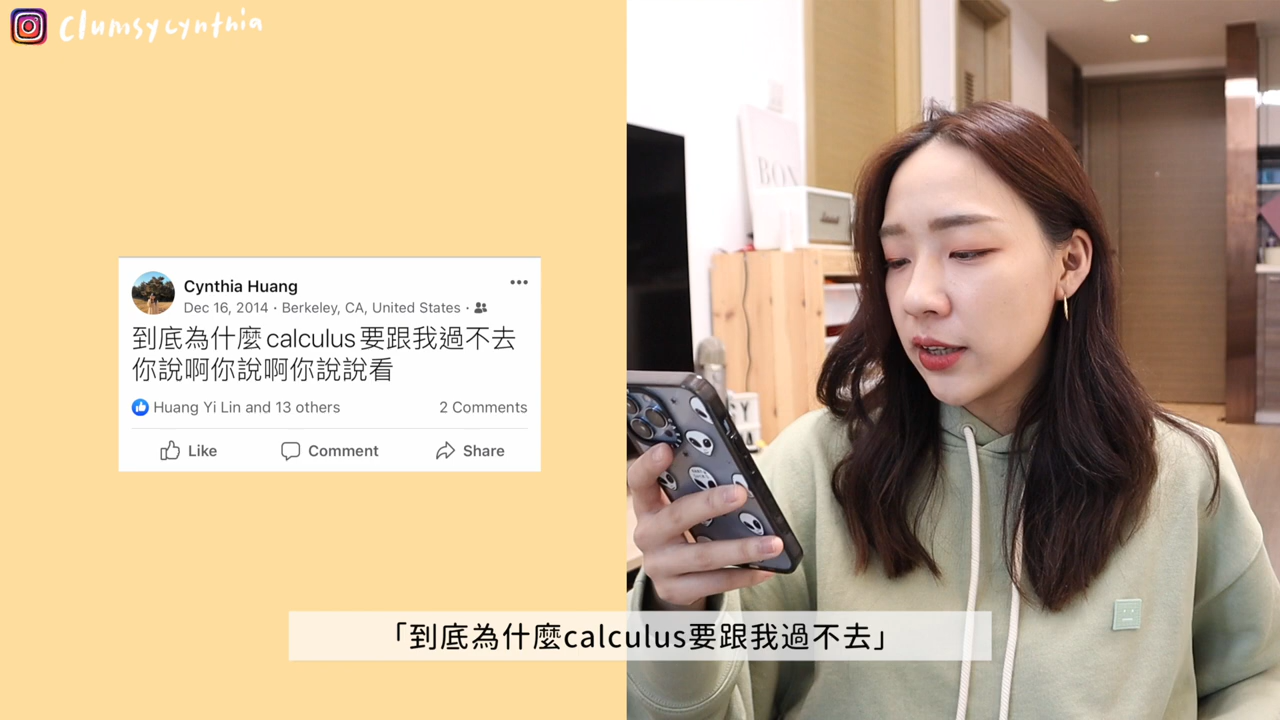 clumsycynthia
BOX
Cynthia Huang
Dec 16, 2014 · Berkeley, CA, United States ·
到底為什麼calculus要跟我過不去
你說啊你說啊你說說看
Huang Yi Lin and 13 others
2 Comments
Like
Comment
Share
「到底為什麼calculus要跟我過不去」